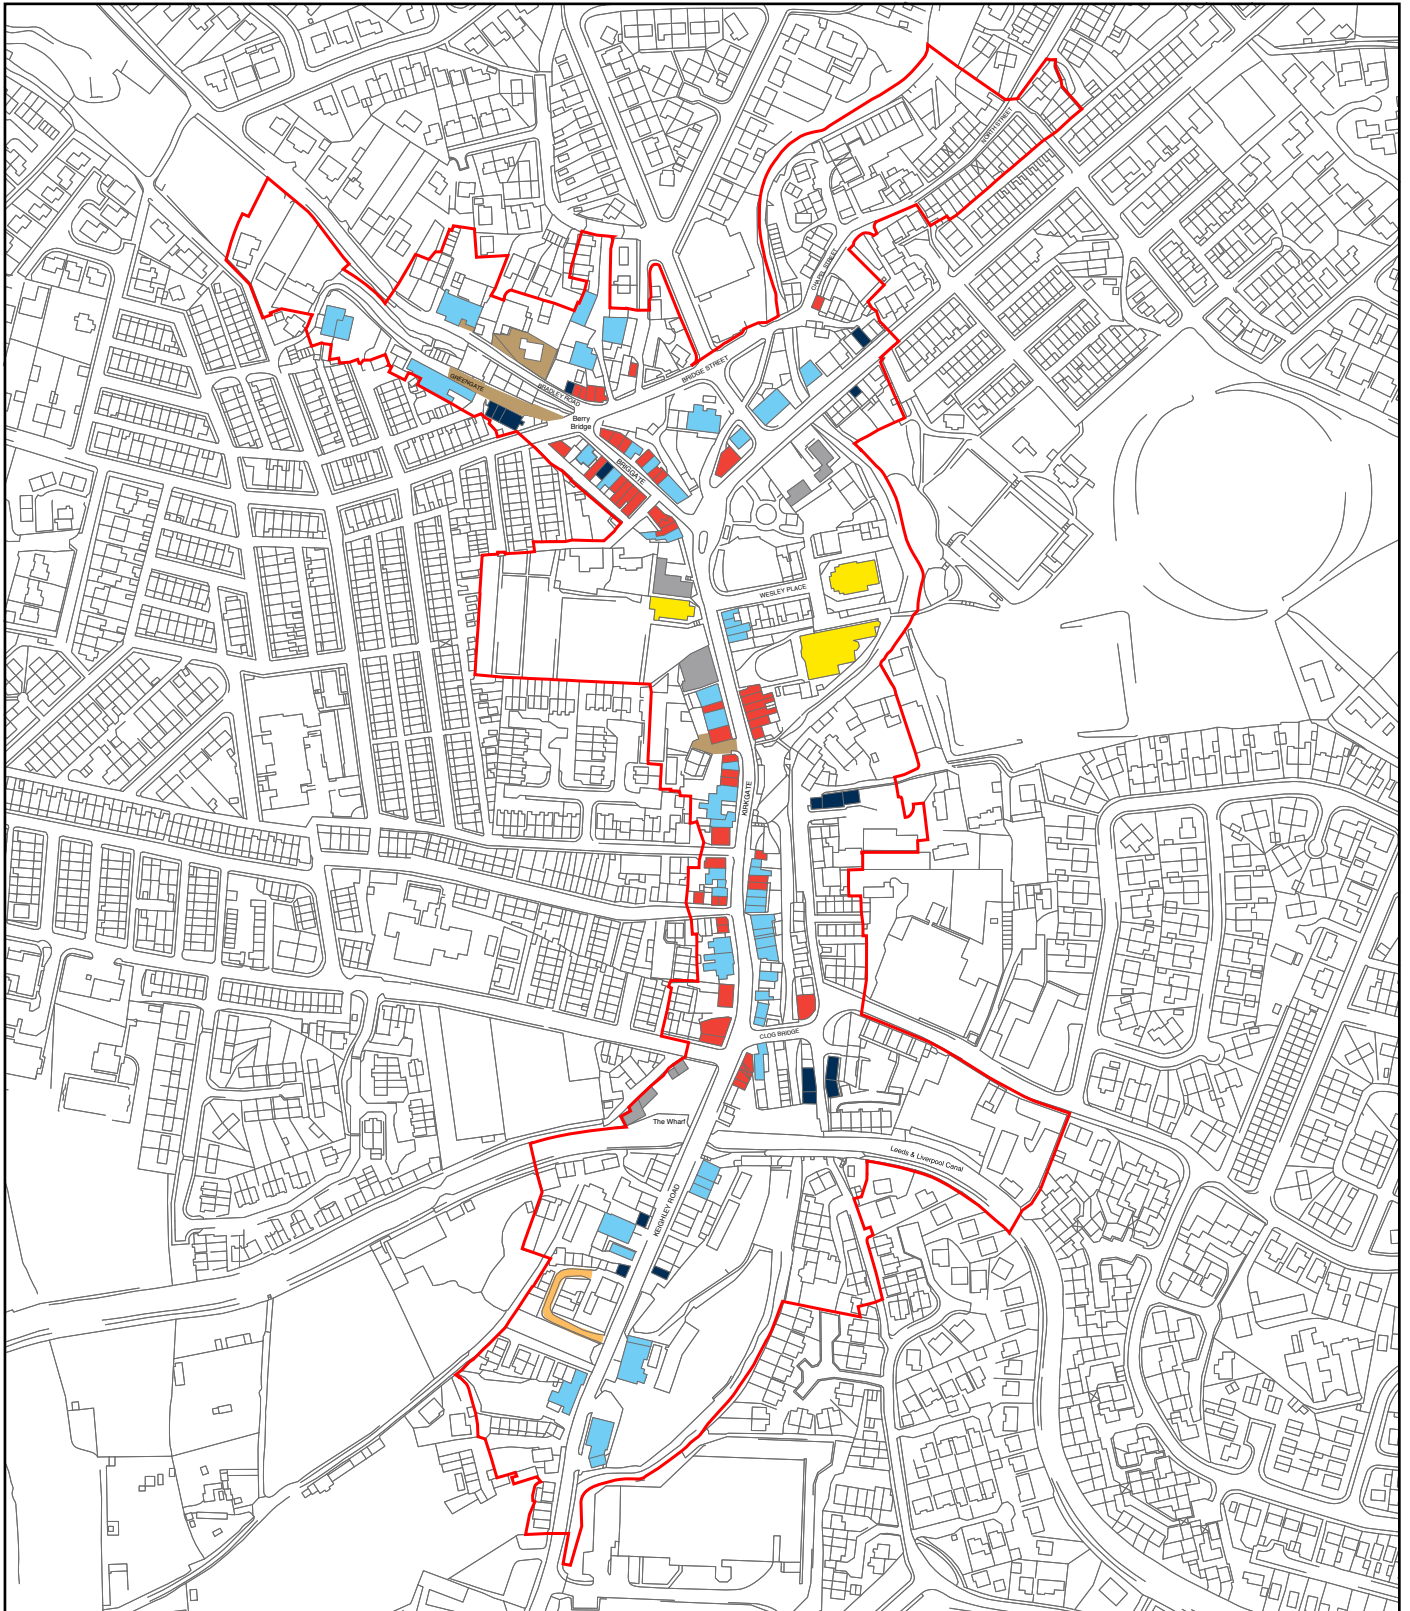 NORTH STREET
CHAPEL STREET
BRIDGE STREET
GREENGATE
BRADLEY ROAD
Berry
Bridge
BRIGGATE
WESLEY PLACE
KIRKGATE
CLOG BRIDGE
The Wharf
Leeds & Liverpool Canal
KEIGHLEY ROAD